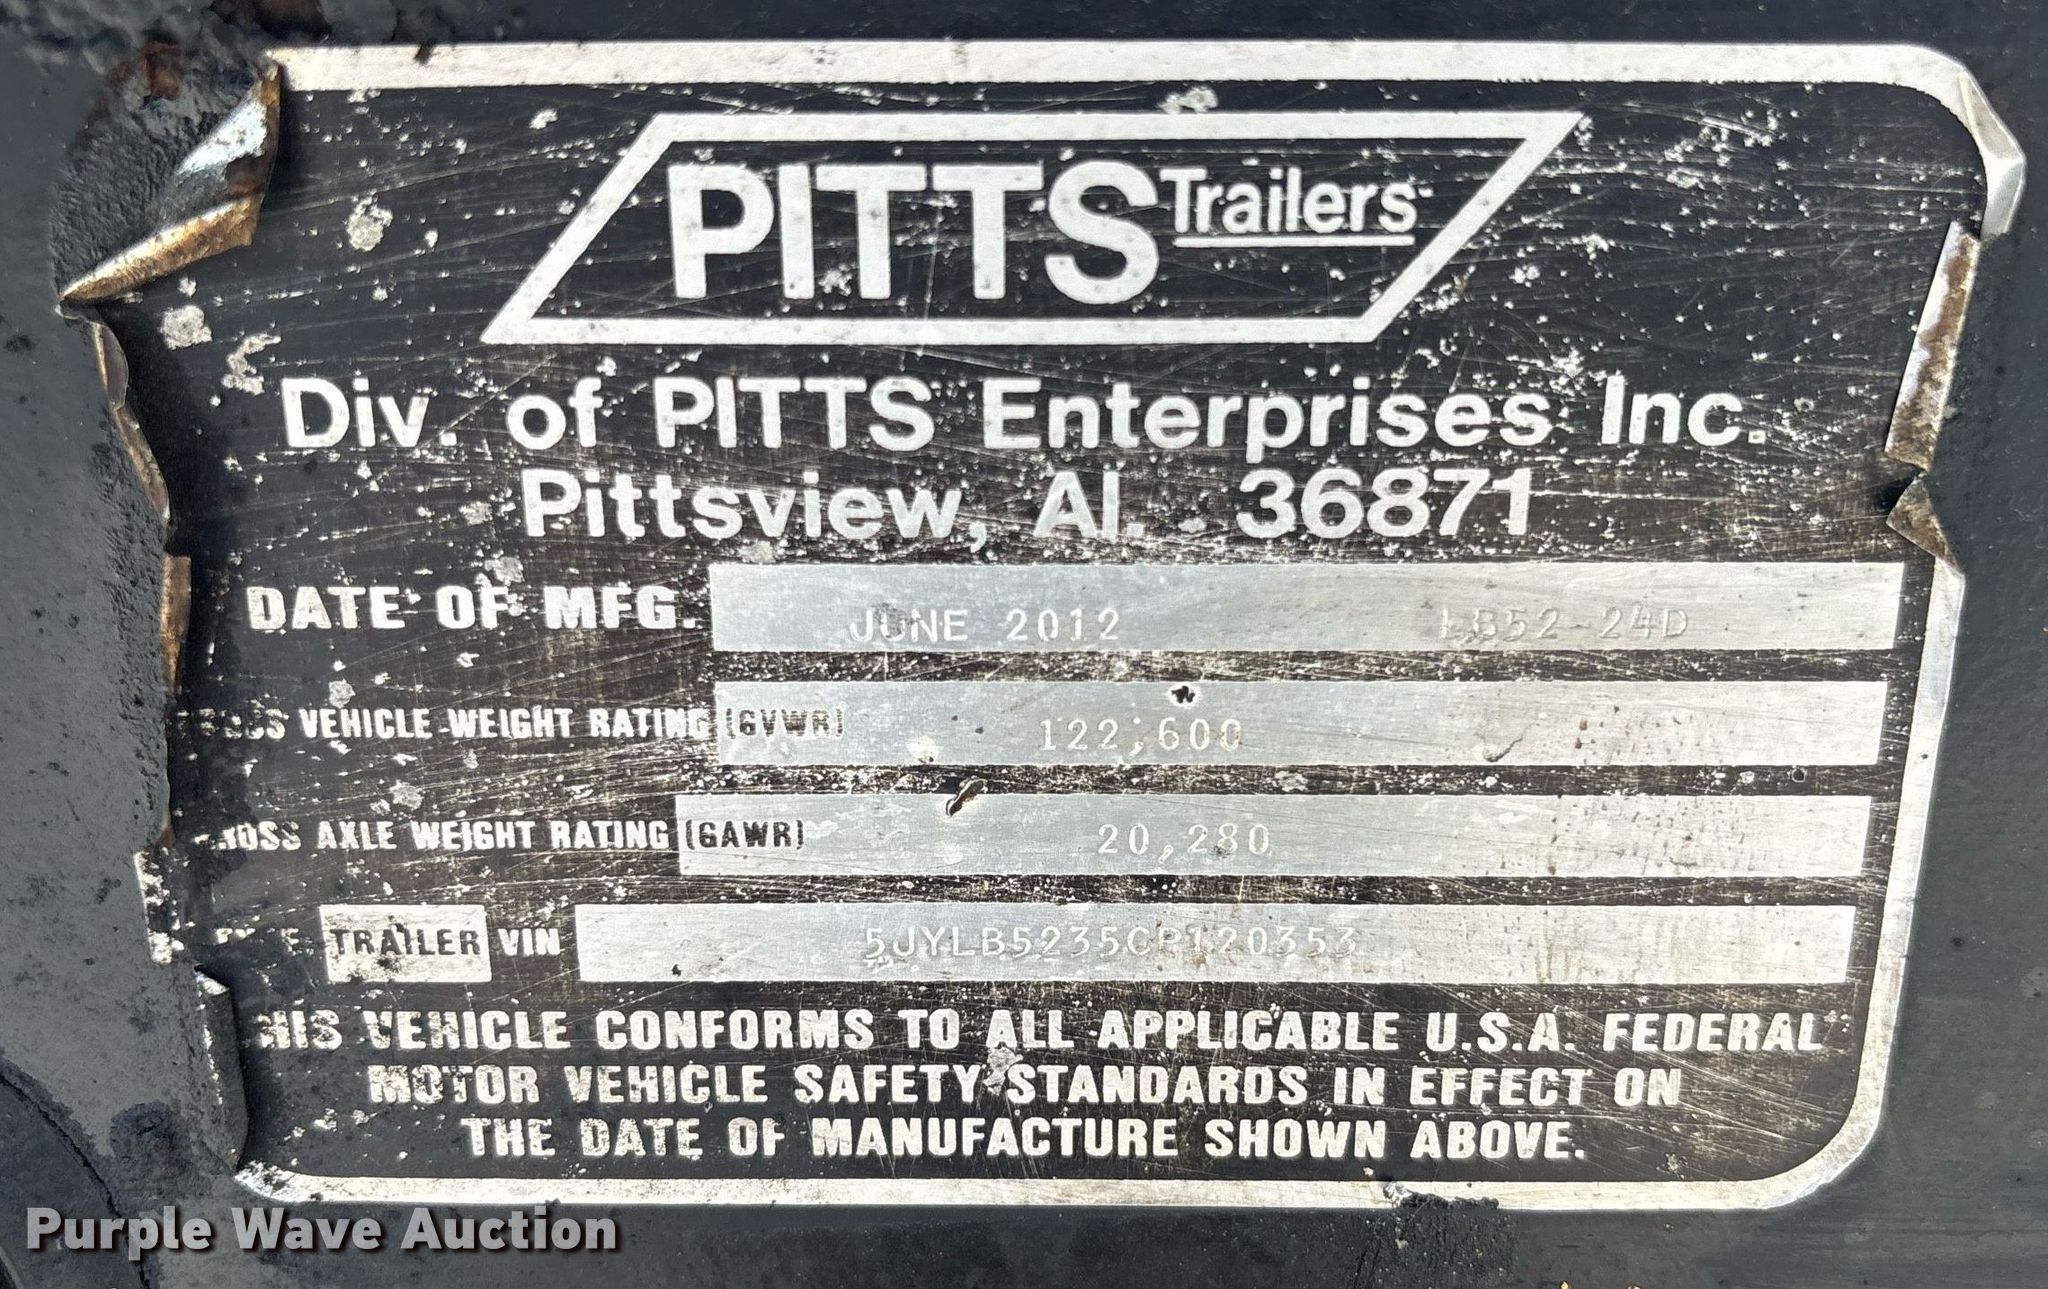 PITTS Trailers
Div. of PITTS Enterprises Inc.
Pittsview, Al. 36871
DATE OF MFG. JUNE 2012 LB52-24D
VEHICLE WEIGHT RATING (GVWR) 122,600
AXLE WEIGHT RATING (GAWR) 20,280
TRAILER VIN 5JYLB5235CP120353
VEHICLE CONFORMS TO ALL APPLICABLE U.S.A. FEDERAL
MOTOR VEHICLE SAFETY STANDARDS IN EFFECT ON
THE DATE OF MANUFACTURE SHOWN ABOVE.
Purple Wave Auction